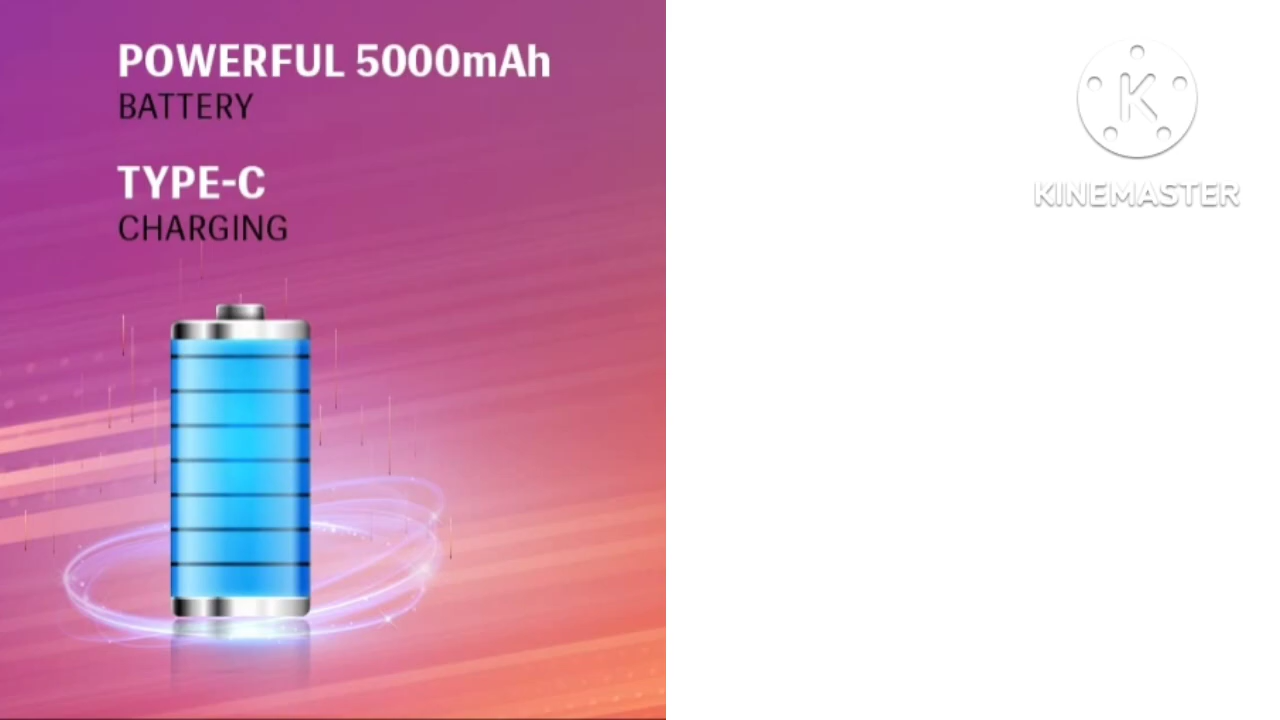 POWERFUL 5000mAh
BATTERY
TYPE-C
CHARGING
K
KINEMASTER